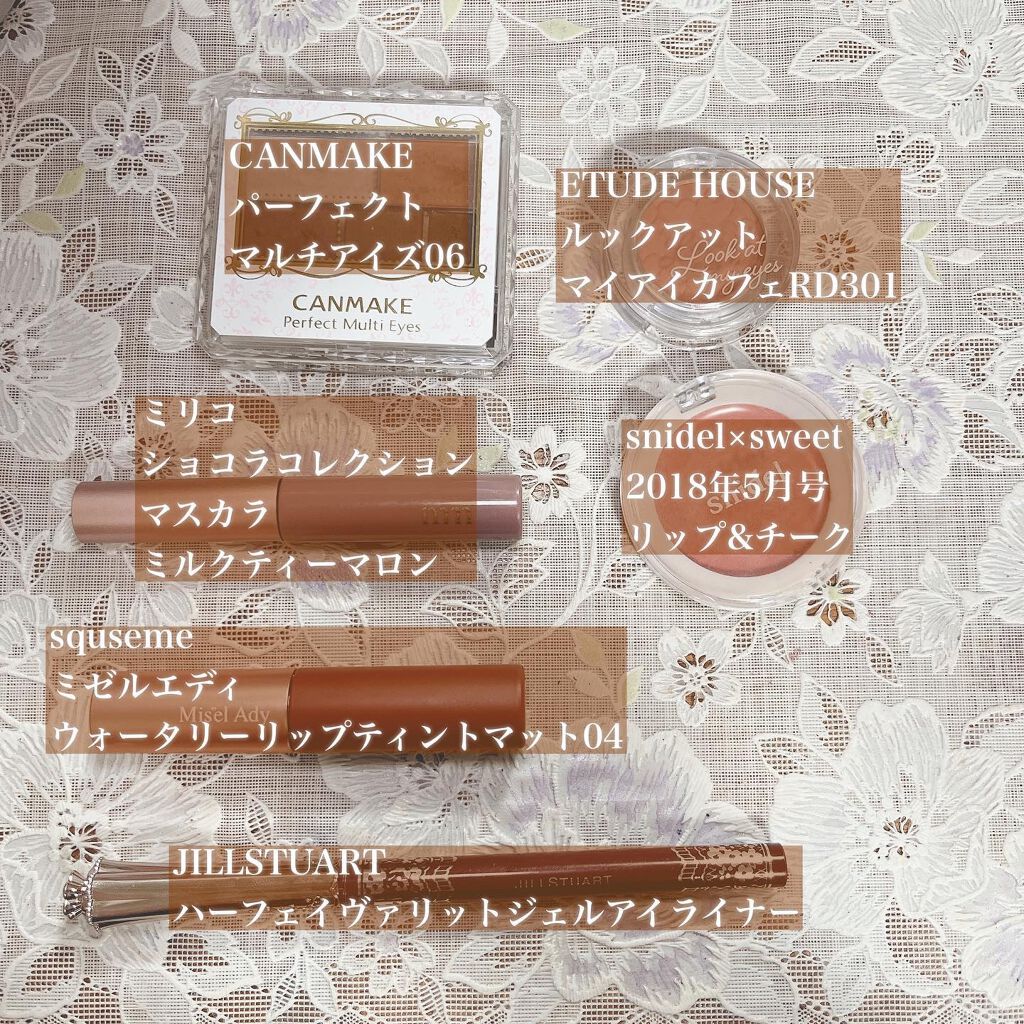 CANMAKE
パーフェクト
マルチアイズ06
CANMAKE
Perfect Multi Eyes
ETUDE HOUSE
ルックアット
マイアイカフェRD301
Look at
my eyes
ミリコ
ショコラコレクション
マスカラ
ミルクティーマロン
mm
snidel×sweet
2018年5月号
リップ&チーク
snidel
squseme
ミゼルエディ
ウォータリーリップティントマット04
Misel Ady
JILLSTUART
ハーフェイヴァリットジェルアイライナー
JILLSTUART